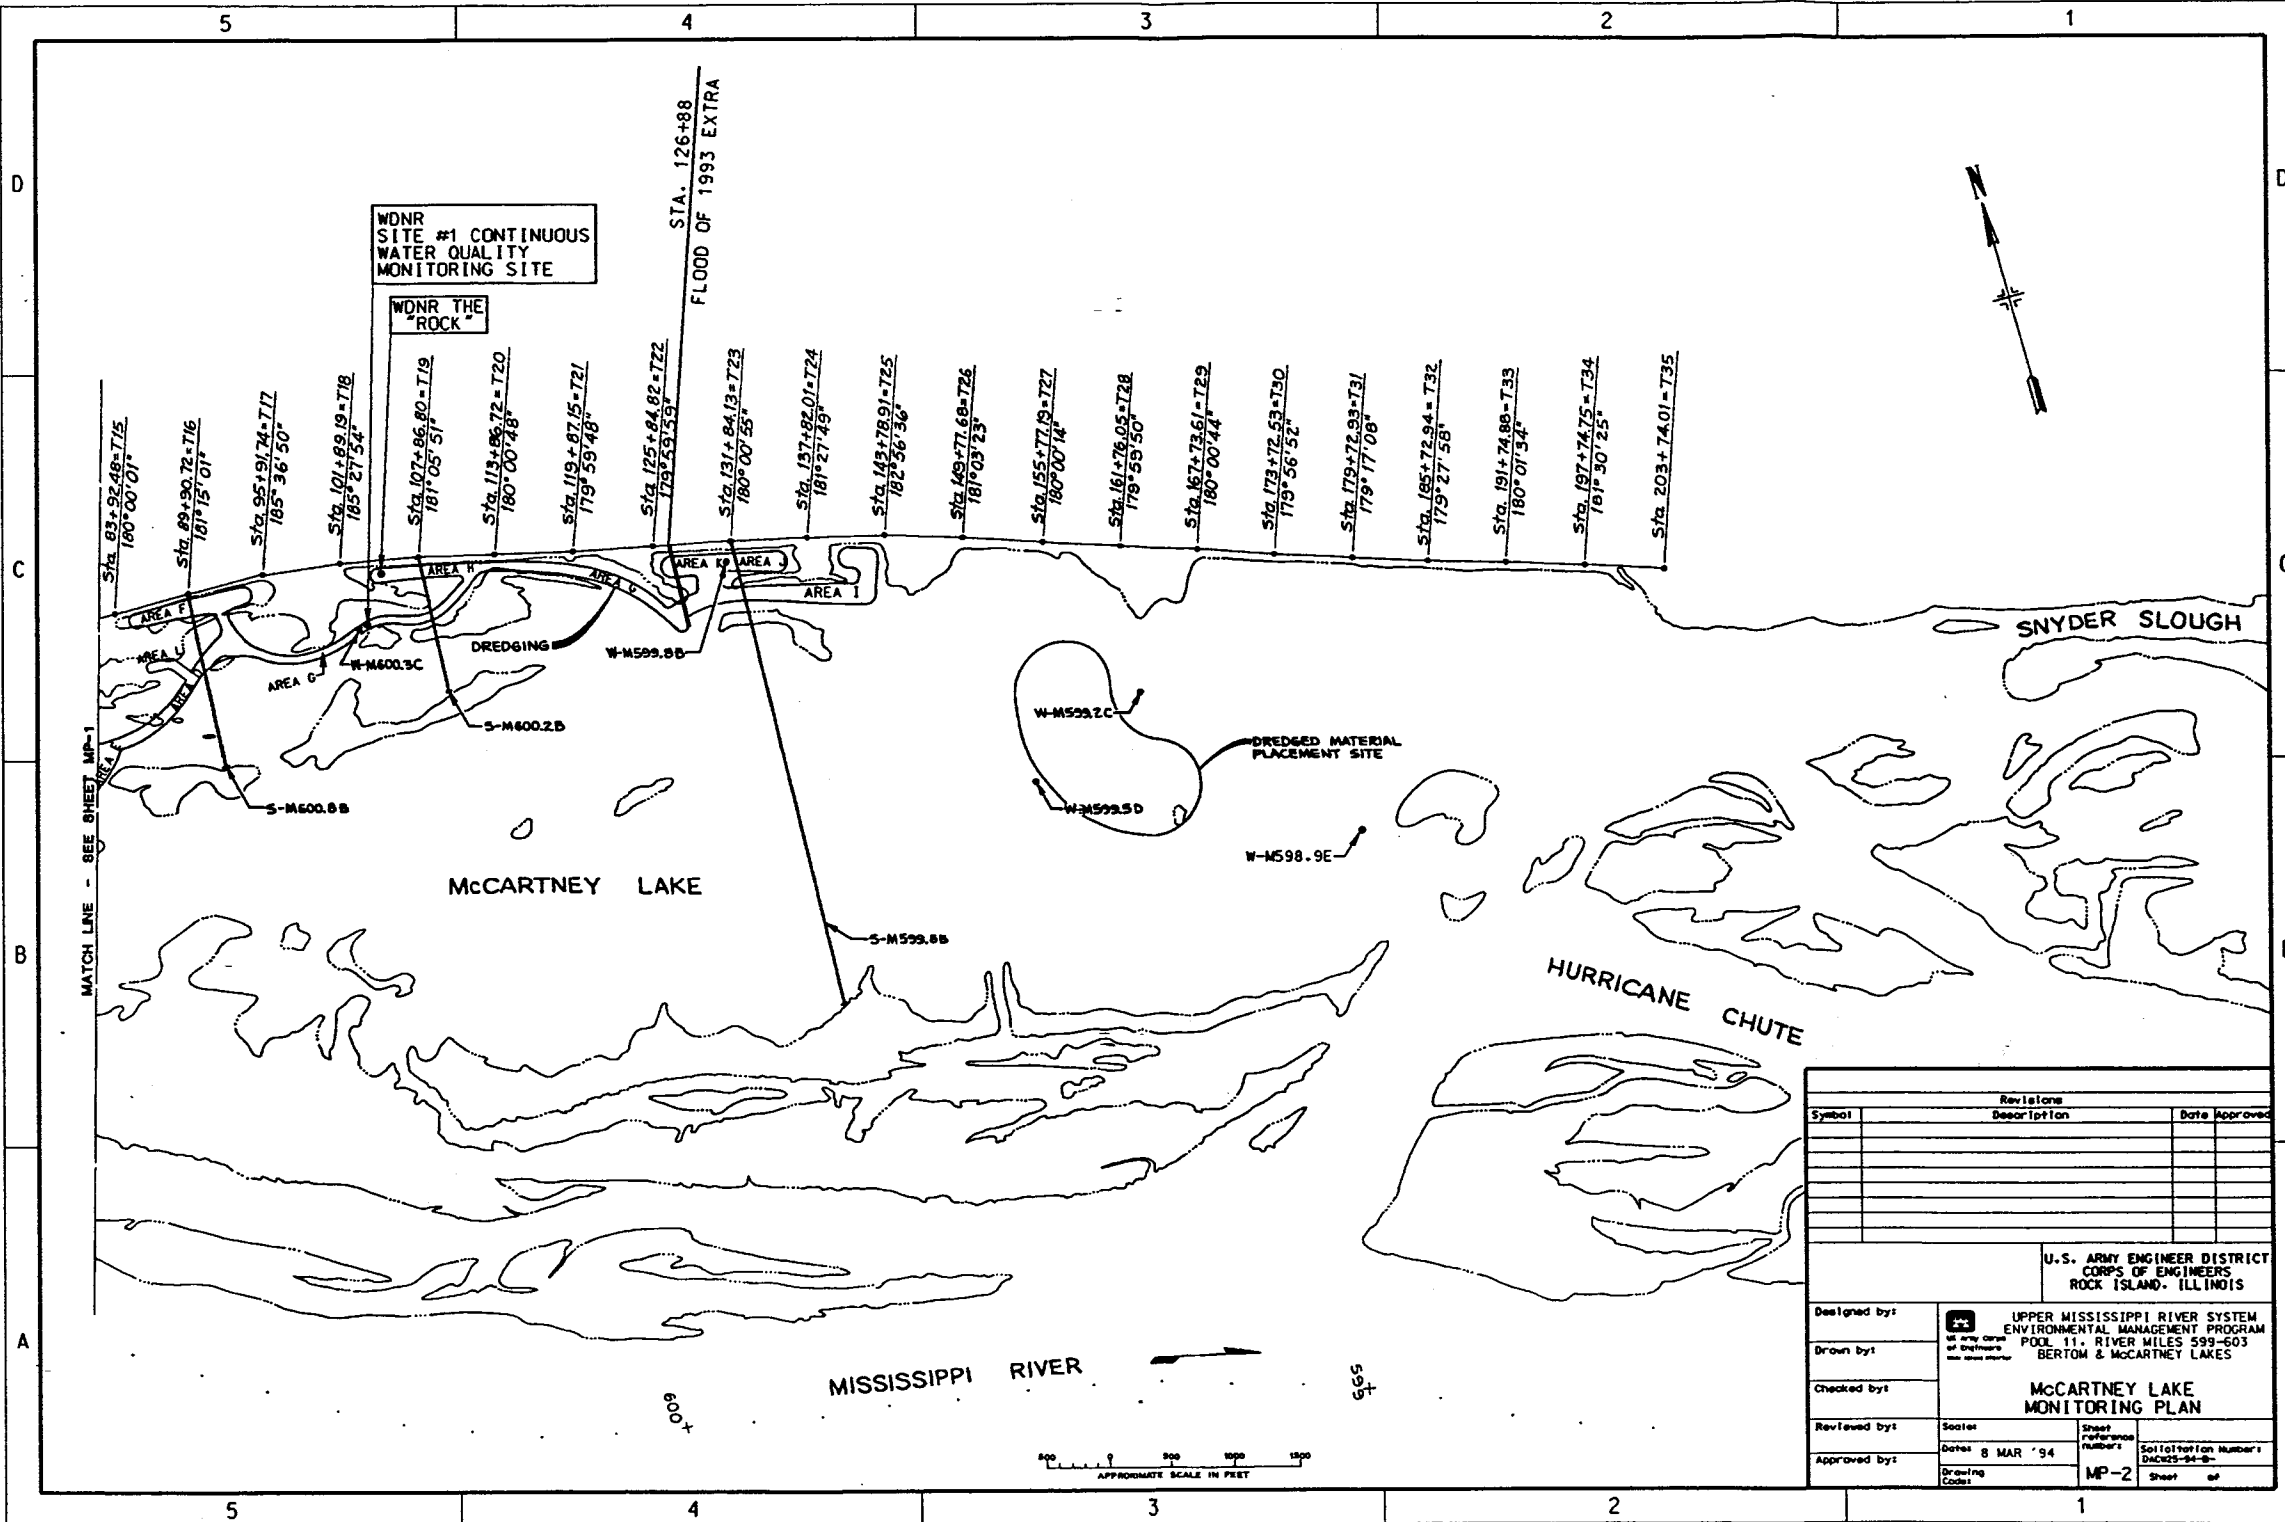 5 4 3 2 1
D
C
B
A
STA. 126+88
FLOOD OF 1993 EXTRA
WDNR
SITE #1 CONTINUOUS
WATER QUALITY
MONITORING SITE
WDNR THE
"ROCK"
N
Sta. 83+92.48=T15
180°00'01"
Sta. 89+90.72=T16
181°15'01"
Sta. 95+91.74=T17
185°36'50"
Sta. 101+89.19=T18
185°27'54"
Sta. 107+86.80=T19
181°05'51"
Sta. 113+86.72=T20
180°00'48"
Sta. 119+87.15=T21
179°59'48"
Sta. 125+84.82=T22
179°59'59"
Sta. 131+84.13=T23
180°00'55"
Sta. 137+82.01=T24
181°27'49"
Sta. 143+78.91=T25
182°56'36"
Sta. 149+77.68=T26
181°03'23"
Sta. 155+77.19=T27
180°00'14"
Sta. 161+76.05=T28
179°59'50"
Sta. 167+73.61=T29
180°00'44"
Sta. 173+72.53=T30
179°56'52"
Sta. 179+72.93=T31
179°17'08"
Sta. 185+72.94=T32
179°27'58"
Sta. 191+74.88=T33
180°01'34"
Sta. 197+74.75=T34
181°30'25"
Sta. 203+74.01=T35
AREA F
AREA H
AREA G
AREA K
AREA J
AREA I
AREA L
AREA G
AREA
AREA
DREDGING
W-M600.3C
W-M599.8B
S-M600.2B
S-M600.8B
W-M599.2C
DREDGED MATERIAL
PLACEMENT SITE
W-M599.5D
W-M598.9E
S-M599.8B
SNYDER SLOUGH
MATCH LINE - SEE SHEET MP-1
McCARTNEY LAKE
HURRICANE CHUTE
MISSISSIPPI RIVER
600
599
500 0 500 1000 1500
APPROXIMATE SCALE IN FEET
Revisions
Symbol Description Date Approved
U.S. ARMY ENGINEER DISTRICT
CORPS OF ENGINEERS
ROCK ISLAND. ILLINOIS
Designed by:
Drawn by:
Checked by:
Reviewed by:
Approved by:
US Army Corps
of Engineers
UPPER MISSISSIPPI RIVER SYSTEM
ENVIRONMENTAL MANAGEMENT PROGRAM
POOL 11. RIVER MILES 599-603
BERTOM & McCARTNEY LAKES
McCARTNEY LAKE
MONITORING PLAN
Scale:
Date: 8 MAR '94
Drawing
Code:
Sheet
reference
number:
MP-2
Solicitation Number:
DACW25-94-B-
Sheet of
5 4 3 2 1